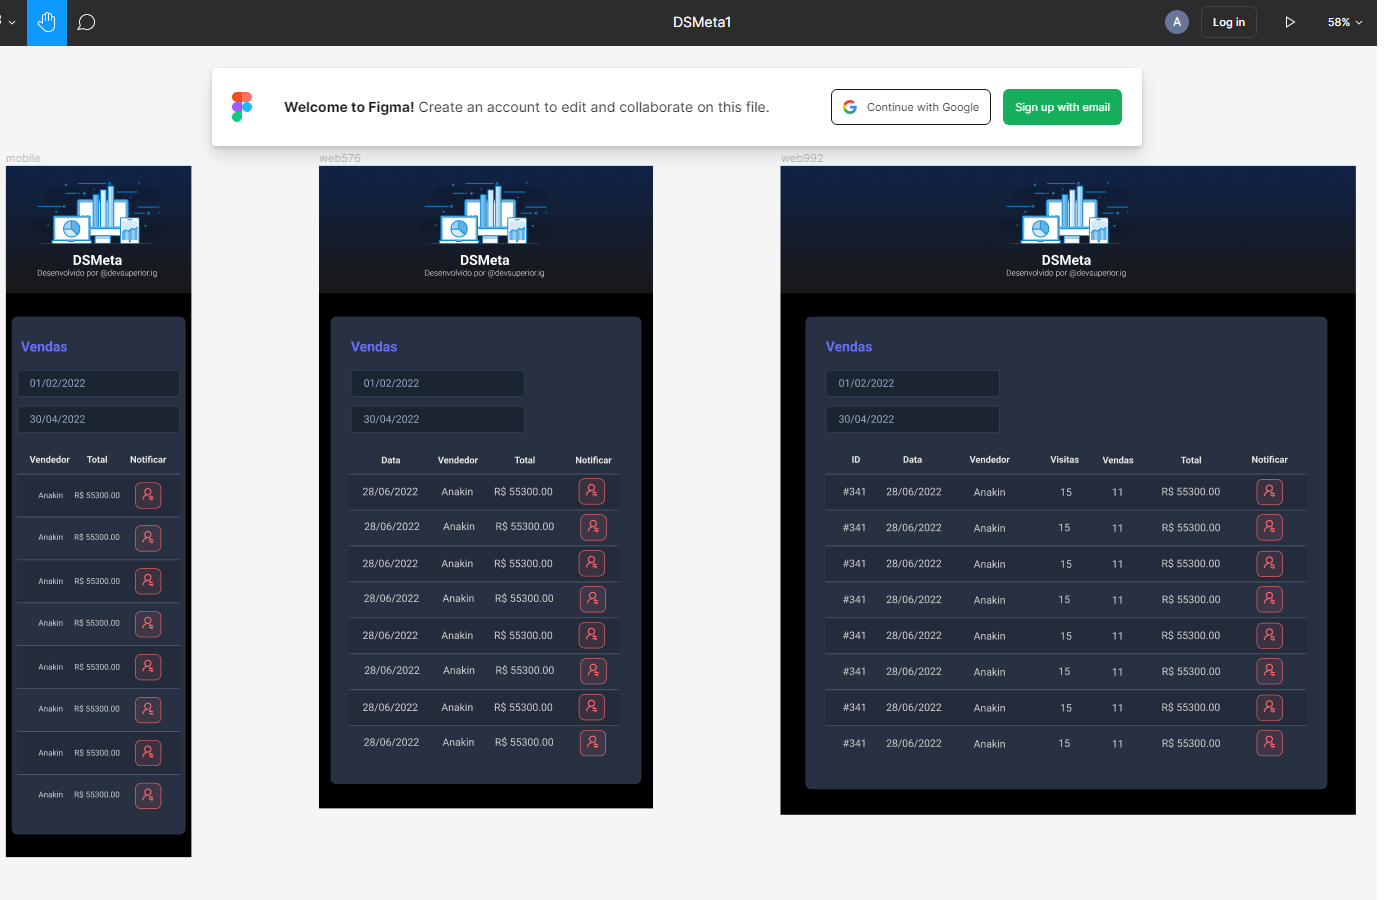 DSMeta1
A
Log in
58%
Welcome to Figma! Create an account to edit and collaborate on this file.
Continue with Google
Sign up with email
mobile
DSMeta
Desenvolvido por @devsuperior.ig
Vendas
01/02/2022
30/04/2022
Vendedor Total Notificar
Anakin R$ 55300.00
Anakin R$ 55300.00
Anakin R$ 55300.00
Anakin R$ 55300.00
Anakin R$ 55300.00
Anakin R$ 55300.00
Anakin R$ 55300.00
Anakin R$ 55300.00
web576
DSMeta
Desenvolvido por @devsuperior.ig
Vendas
01/02/2022
30/04/2022
Data Vendedor Total Notificar
28/06/2022 Anakin R$ 55300.00
28/06/2022 Anakin R$ 55300.00
28/06/2022 Anakin R$ 55300.00
28/06/2022 Anakin R$ 55300.00
28/06/2022 Anakin R$ 55300.00
28/06/2022 Anakin R$ 55300.00
28/06/2022 Anakin R$ 55300.00
28/06/2022 Anakin R$ 55300.00
web992
DSMeta
Desenvolvido por @devsuperior.ig
Vendas
01/02/2022
30/04/2022
ID Data Vendedor Visitas Vendas Total Notificar
#341 28/06/2022 Anakin 15 11 R$ 55300.00
#341 28/06/2022 Anakin 15 11 R$ 55300.00
#341 28/06/2022 Anakin 15 11 R$ 55300.00
#341 28/06/2022 Anakin 15 11 R$ 55300.00
#341 28/06/2022 Anakin 15 11 R$ 55300.00
#341 28/06/2022 Anakin 15 11 R$ 55300.00
#341 28/06/2022 Anakin 15 11 R$ 55300.00
#341 28/06/2022 Anakin 15 11 R$ 55300.00